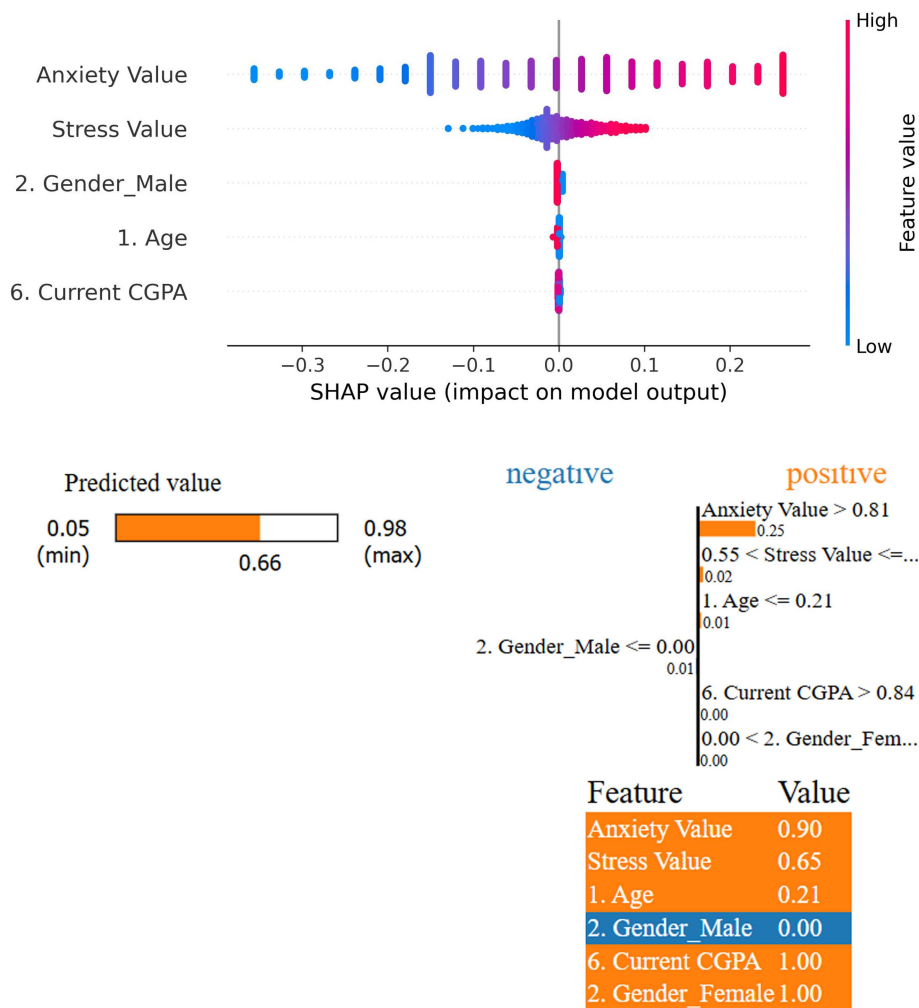 High
Anxiety Value
Stress Value
2. Gender_Male
1. Age
6. Current CGPA
Feature value
Low
−0.3 −0.2 −0.1 0.0 0.1 0.2
SHAP value (impact on model output)
Predicted value
0.05 (min)
0.66
0.98 (max)
negative positive
Anxiety Value > 0.81
0.25
0.55 < Stress Value <=...
0.02
1. Age <= 0.21
0.01
2. Gender_Male <= 0.00
0.01
6. Current CGPA > 0.84
0.00
0.00 < 2. Gender_Fem...
0.00
Feature Value
Anxiety Value 0.90
Stress Value 0.65
1. Age 0.21
2. Gender_Male 0.00
6. Current CGPA 1.00
2. Gender_Female 1.00